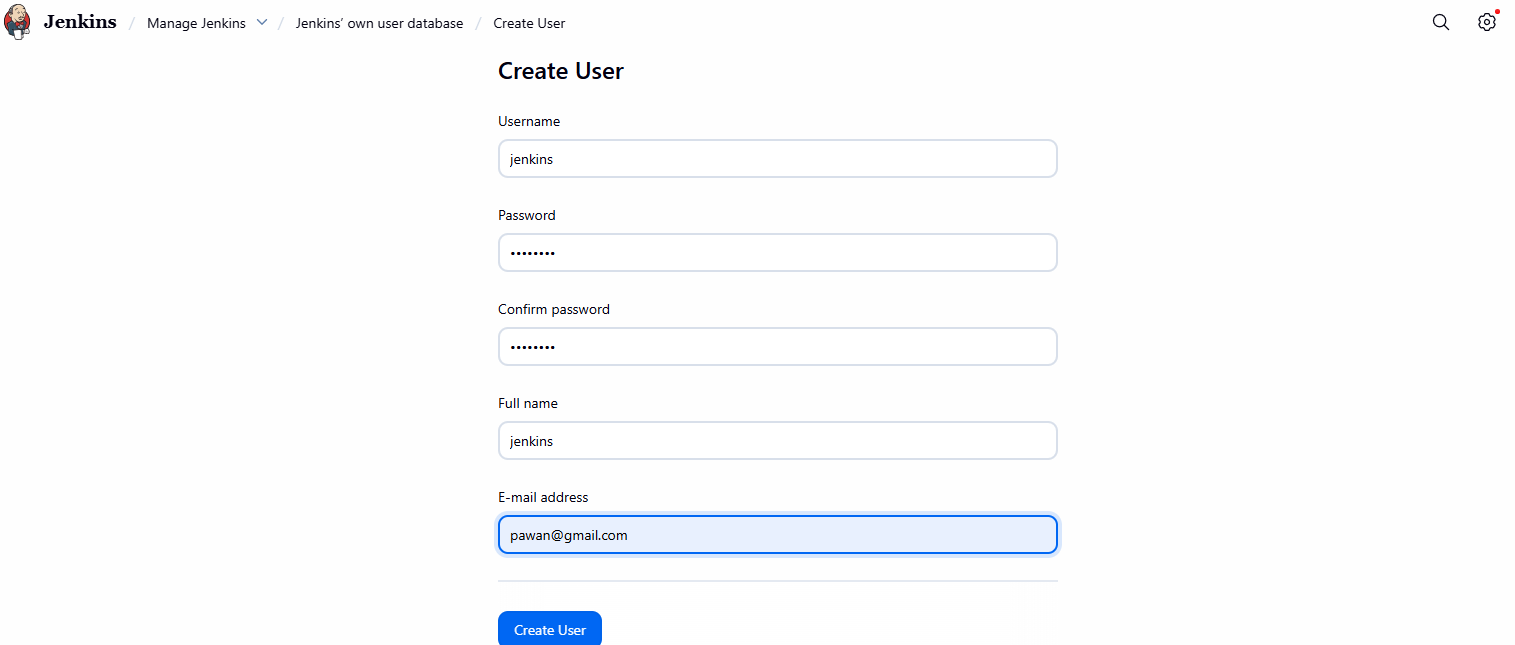 Jenkins / Manage Jenkins / Jenkins’ own user database / Create User
Create User
Username
jenkins
Password
••••••••
Confirm password
••••••••
Full name
jenkins
E-mail address
pawan@gmail.com
Create User